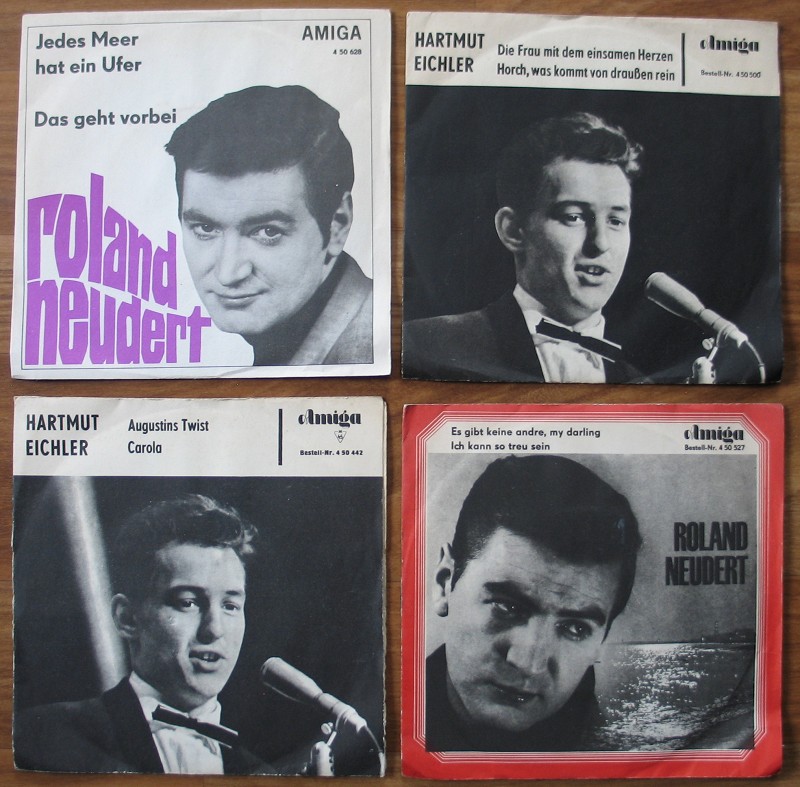 Jedes Meer
hat ein Ufer
Das geht vorbei
AMIGA
4 50 628
roland
neudert
HARTMUT
EICHLER
Die Frau mit dem einsamen Herzen
Horch, was kommt von draußen rein
Amiga
Bestell-Nr. 4 50 500
HARTMUT
EICHLER
Augustins Twist
Carola
Amiga
Bestell-Nr. 4 50 442
Es gibt keine andre, my darling
Ich kann so treu sein
Amiga
Bestell-Nr. 4 50 527
ROLAND
NEUDERT